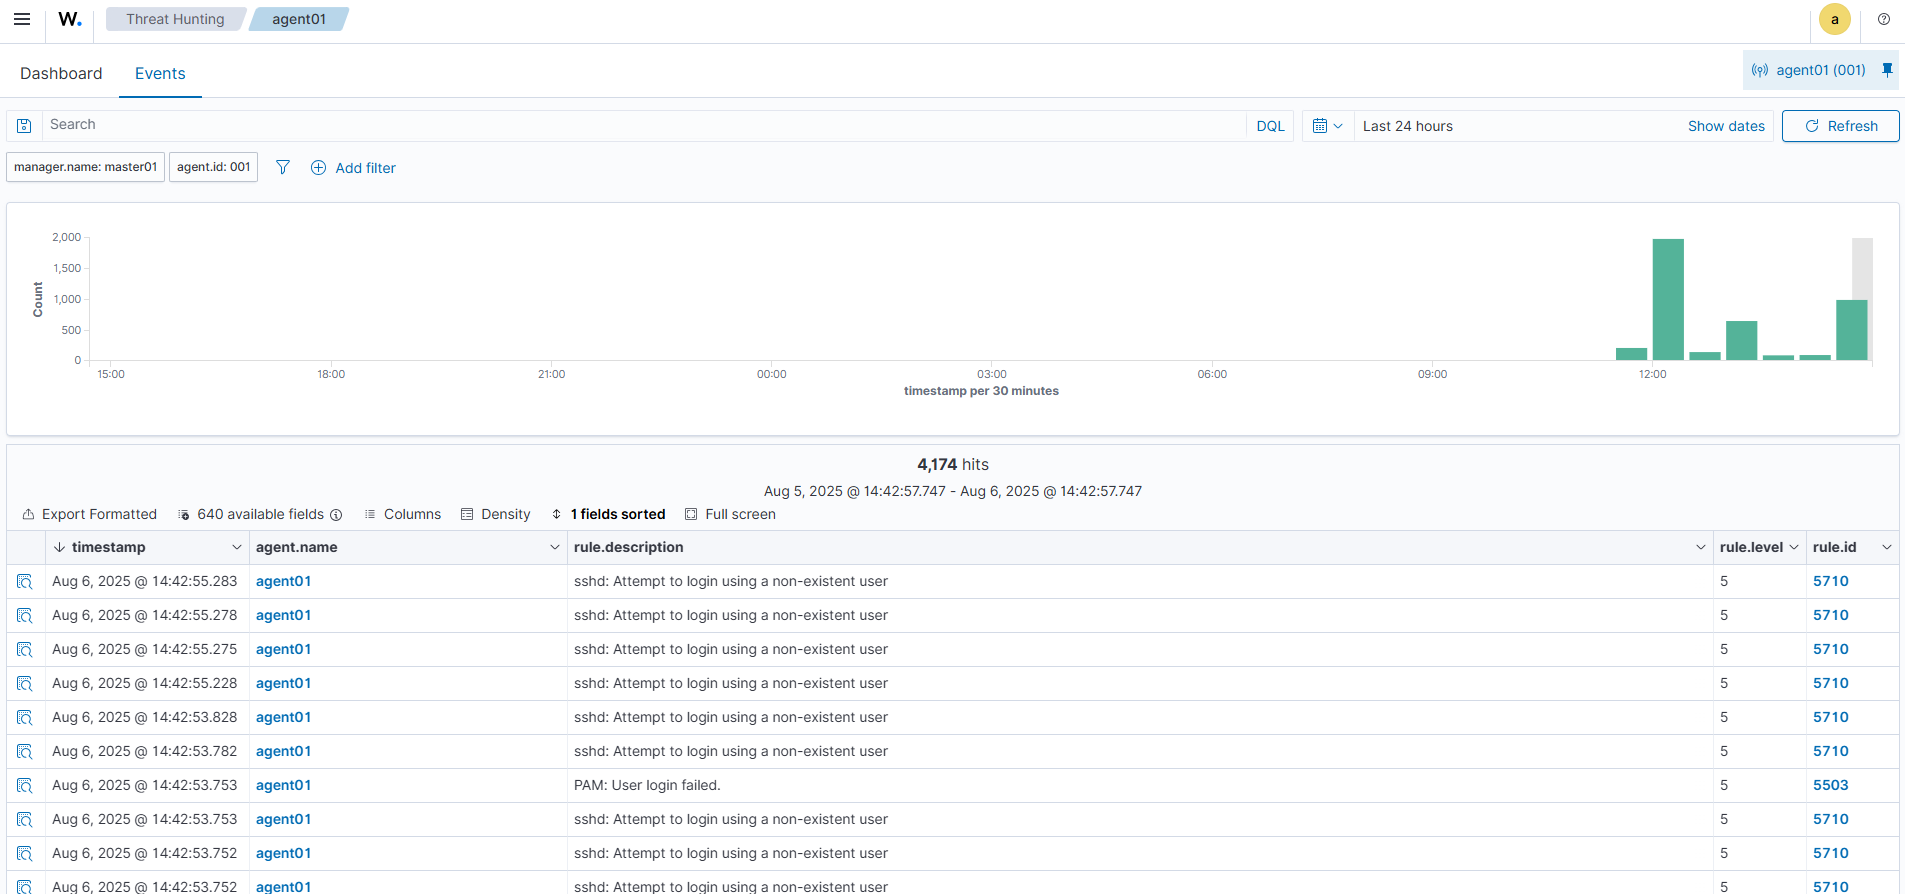 W. Threat Hunting agent01 a
Dashboard Events agent01 (001)
Search DQL Last 24 hours Show dates Refresh
manager.name: master01 agent.id: 001 Add filter
2,000
1,500
1,000
500
0
Count
15:00 18:00 21:00 00:00 03:00 06:00 09:00 12:00
timestamp per 30 minutes
4,174 hits
Aug 5, 2025 @ 14:42:57.747 - Aug 6, 2025 @ 14:42:57.747
Export Formatted 640 available fields Columns Density 1 fields sorted Full screen
timestamp agent.name rule.description rule.level rule.id
Aug 6, 2025 @ 14:42:55.283 agent01 sshd: Attempt to login using a non-existent user 5 5710
Aug 6, 2025 @ 14:42:55.278 agent01 sshd: Attempt to login using a non-existent user 5 5710
Aug 6, 2025 @ 14:42:55.275 agent01 sshd: Attempt to login using a non-existent user 5 5710
Aug 6, 2025 @ 14:42:55.228 agent01 sshd: Attempt to login using a non-existent user 5 5710
Aug 6, 2025 @ 14:42:53.828 agent01 sshd: Attempt to login using a non-existent user 5 5710
Aug 6, 2025 @ 14:42:53.782 agent01 sshd: Attempt to login using a non-existent user 5 5710
Aug 6, 2025 @ 14:42:53.753 agent01 PAM: User login failed. 5 5503
Aug 6, 2025 @ 14:42:53.753 agent01 sshd: Attempt to login using a non-existent user 5 5710
Aug 6, 2025 @ 14:42:53.752 agent01 sshd: Attempt to login using a non-existent user 5 5710
Aug 6, 2025 @ 14:42:53.752 agent01 sshd: Attempt to login using a non-existent user 5 5710